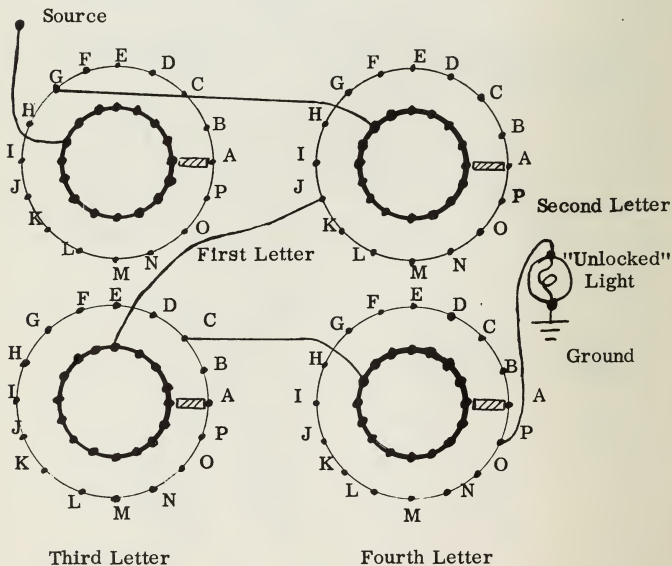 Source
E
F
D
G
C
H
B
I
A
J
P
K
O
L
N
M
First Letter
E
F
D
G
C
H
B
I
A
J
P
K
O
L
N
M
Second Letter
"Unlocked"
Light
Ground
E
F
D
G
C
H
B
I
A
J
P
K
O
L
N
M
Third Letter
E
F
D
G
C
H
B
I
A
J
P
K
O
L
N
M
Fourth Letter